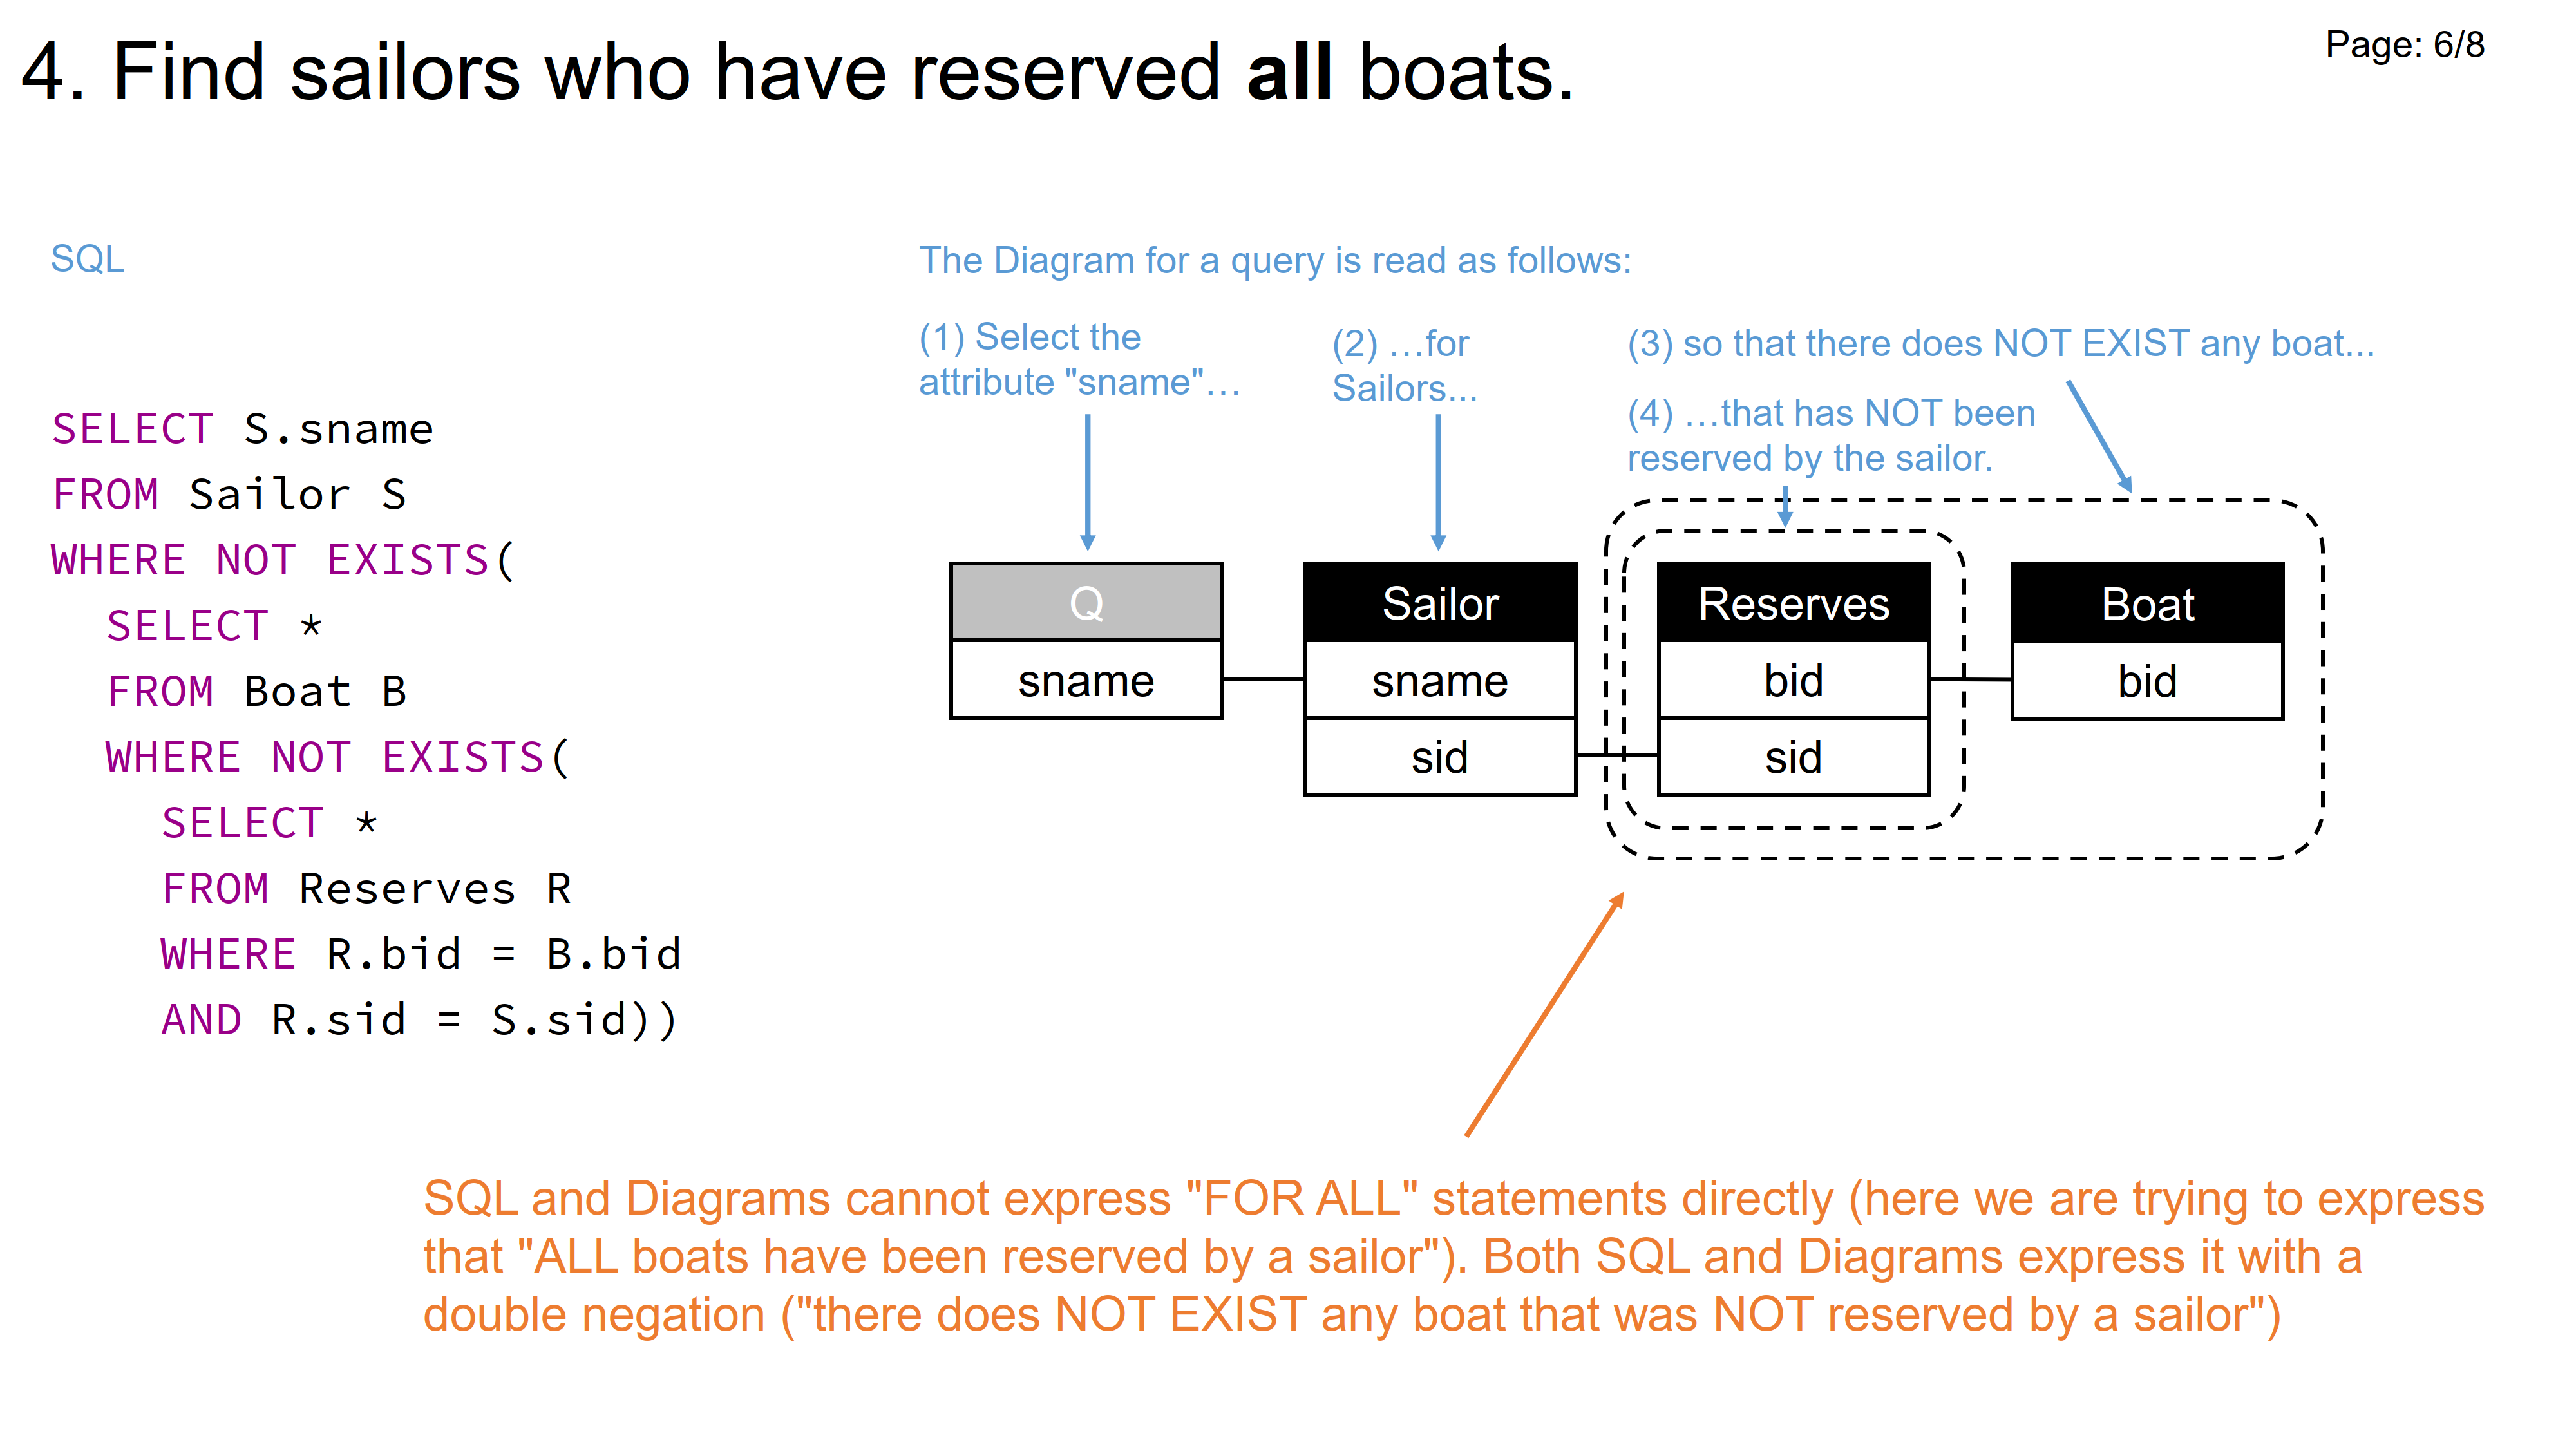 4. Find sailors who have reserved all boats.
Page: 6/8
SQL
SELECT S.sname
FROM Sailor S
WHERE NOT EXISTS(
SELECT *
FROM Boat B
WHERE NOT EXISTS(
SELECT *
FROM Reserves R
WHERE R.bid = B.bid
AND R.sid = S.sid))
The Diagram for a query is read as follows:
(1) Select the
attribute "sname"…
(2) …for
Sailors...
(3) so that there does NOT EXIST any boat...
(4) …that has NOT been
reserved by the sailor.
Q
sname
Sailor
sname
sid
Reserves
bid
sid
Boat
bid
SQL and Diagrams cannot express "FOR ALL" statements directly (here we are trying to express
that "ALL boats have been reserved by a sailor"). Both SQL and Diagrams express it with a
double negation ("there does NOT EXIST any boat that was NOT reserved by a sailor")